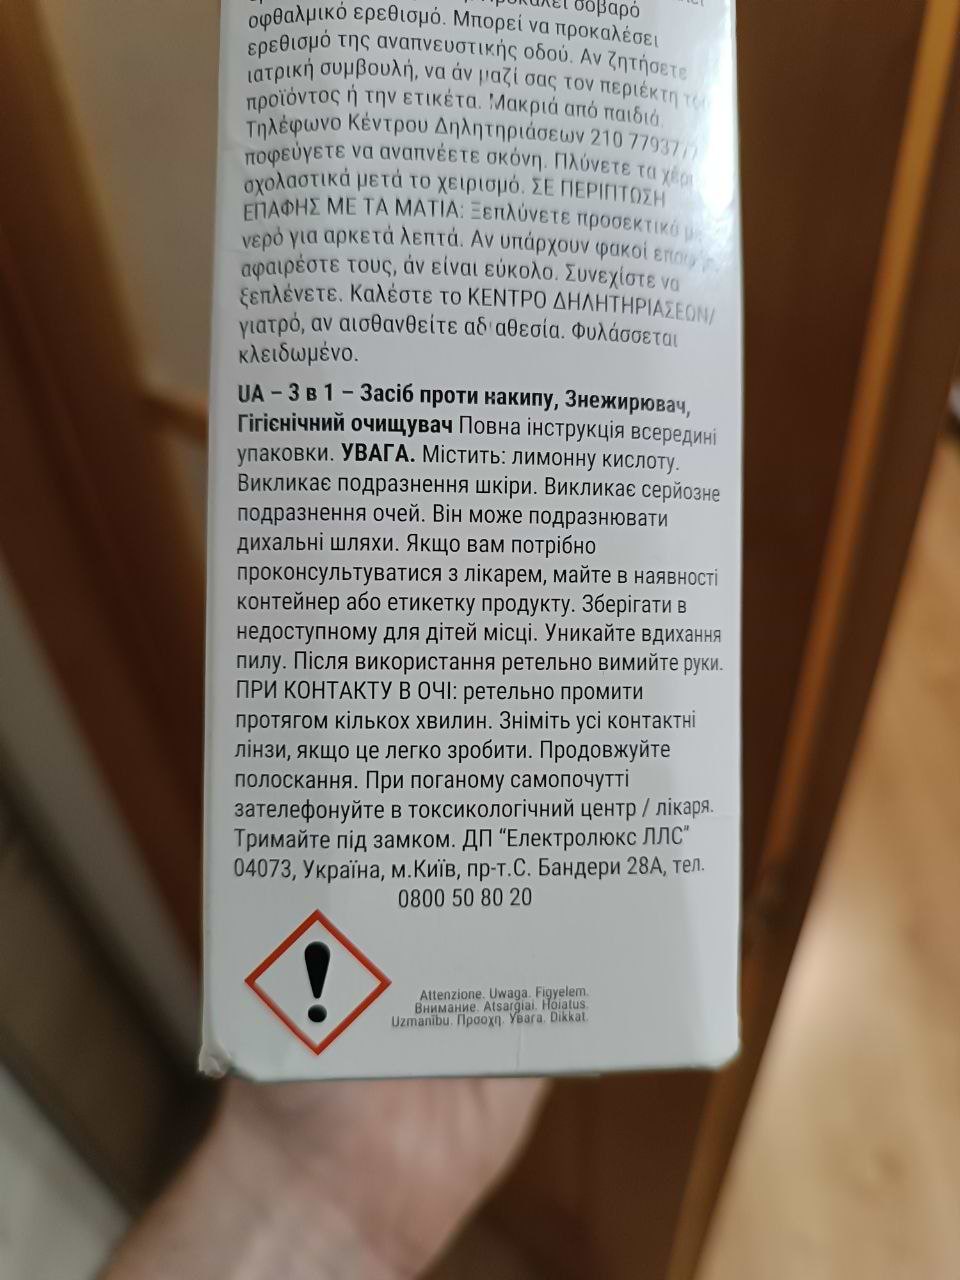 σοβαρό
οφθαλμικό ερεθισμό. Μπορεί να προκαλέσει
ερεθισμό της αναπνευστικής οδού. Αν ζητήσετε
ιατρική συμβουλή, να άν μαζί σας τον περιέκτη
προϊόντος ή την ετικέτα. Μακριά από παιδιά.
Τηλέφωνο Κέντρου Δηλητηριάσεων 210 7793777
ποφεύγετε να αναπνέετε σκόνη. Πλύνετε τα
σχολαστικά μετά το χειρισμό. ΣΕ ΠΕΡΙΠΤΩΣΗ
ΕΠΑΦΗΣ ΜΕ ΤΑ ΜΑΤΙΑ: Ξεπλύνετε προσεκτικά
νερό για αρκετά λεπτά. Αν υπάρχουν φακοί
αφαιρέστε τους, άν είναι εύκολο. Συνεχίστε να
ξεπλένετε. Καλέστε το ΚΕΝΤΡΟ ΔΗΛΗΤΗΡΙΑΣΕΩΝ/
γιατρό, αν αισθανθείτε αδιαθεσία. Φυλάσσεται
κλειδωμένο.
UA – 3 в 1 – Засіб проти накипу, Знежирювач,
Гігієнічний очищувач Повна інструкція всередині
упаковки. УВАГА. Містить: лимонну кислоту.
Викликає подразнення шкіри. Викликає серйозне
подразнення очей. Він може подразнювати
дихальні шляхи. Якщо вам потрібно
проконсультуватися з лікарем, майте в наявності
контейнер або етикетку продукту. Зберігати в
недоступному для дітей місці. Уникайте вдихання
пилу. Після використання ретельно вимийте руки.
ПРИ КОНТАКТУ В ОЧІ: ретельно промити
протягом кількох хвилин. Зніміть усі контактні
лінзи, якщо це легко зробити. Продовжуйте
полоскання. При поганому самопочутті
зателефонуйте в токсикологічний центр / лікаря.
Тримайте під замком. ДП “Електролюкс ЛЛС”
04073, Україна, м.Київ, пр-т.С. Бандери 28А, тел.
0800 50 80 20
Attenzione. Uwaga. Figyelem.
Внимание. Atsargiai. Hoiatus.
Uzmanību. Προσοχη. Увага. Dikkat.